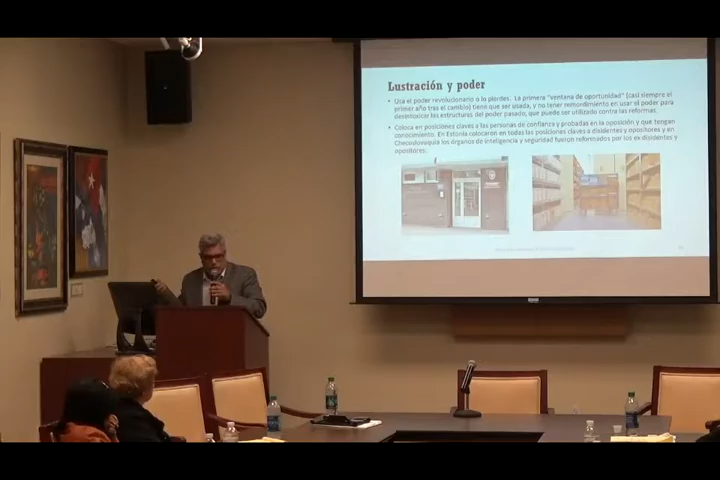 Lustración y poder
• Usa el poder revolucionario o lo pierdes. La primera "ventana de oportunidad" (casi siempre el
primer año tras el cambio) tiene que ser usada, y no tener remordimiento en usar el poder para
desmantelar las estructuras del poder pasado, que puede ser utilizado contra las reformas.
• Coloca en posiciones claves a las personas de confianza y probadas en la oposición y que tengan
conocimiento. En Estonia colocaron en todas las posiciones claves a disidentes y opositores y en
Checoslovaquia los órganos de inteligencia y seguridad fueron reformados por los ex disidentes y
opositores.